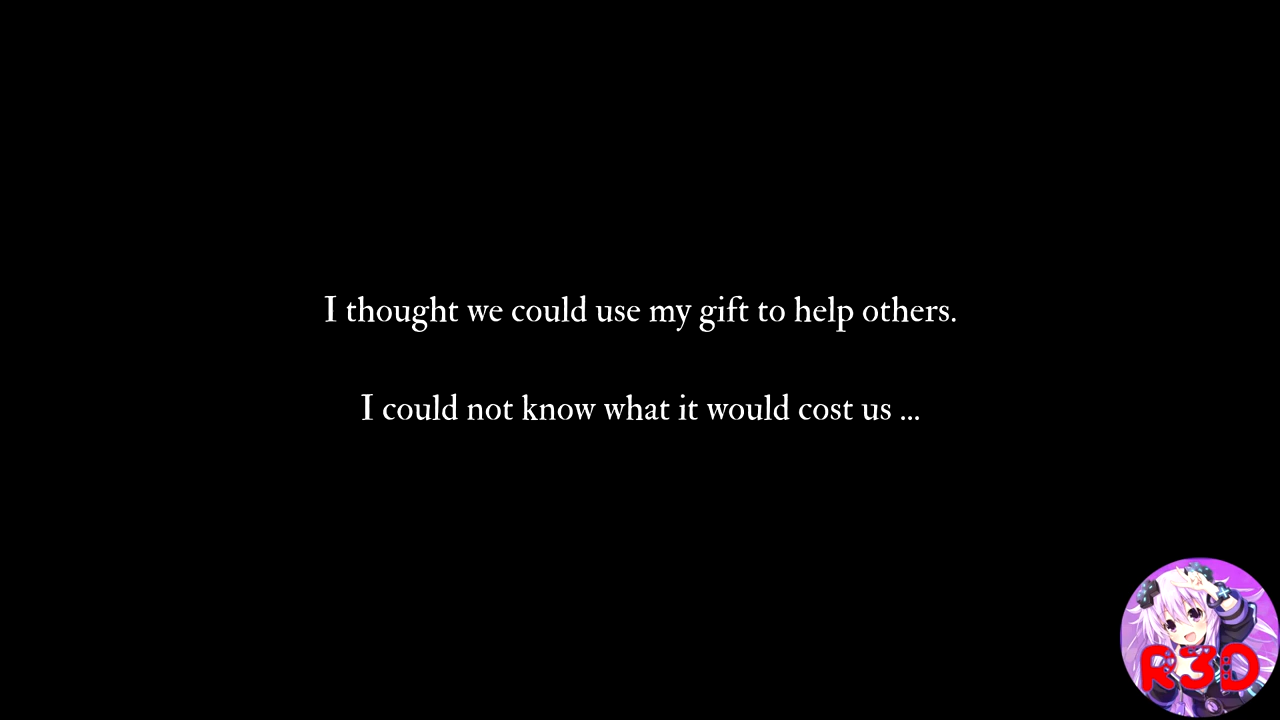 I thought we could use my gift to help others.
I could not know what it would cost us ...
R3D